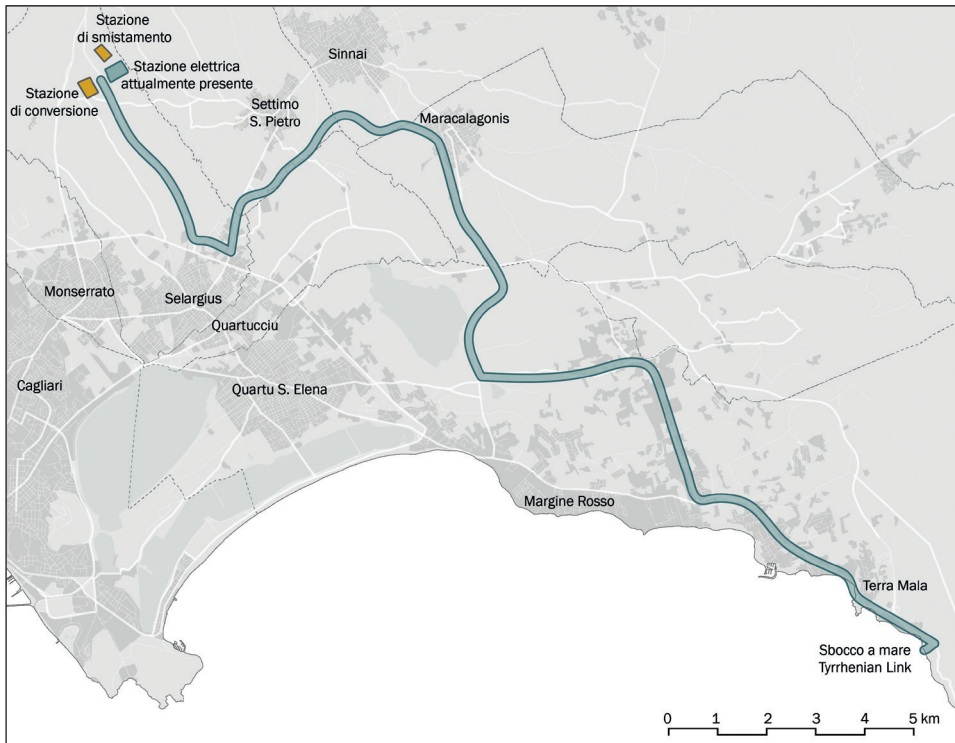 Stazione
di smistamento
Stazione elettrica
attualmente presente
Stazione
di conversione
Sinnai
Settimo
S. Pietro
Maracalagonis
Monserrato
Selargius
Quartucciu
Cagliari
Quartu S. Elena
Margine Rosso
Terra Mala
Sbocco a mare
Tyrrhenian Link
0 1 2 3 4 5 km